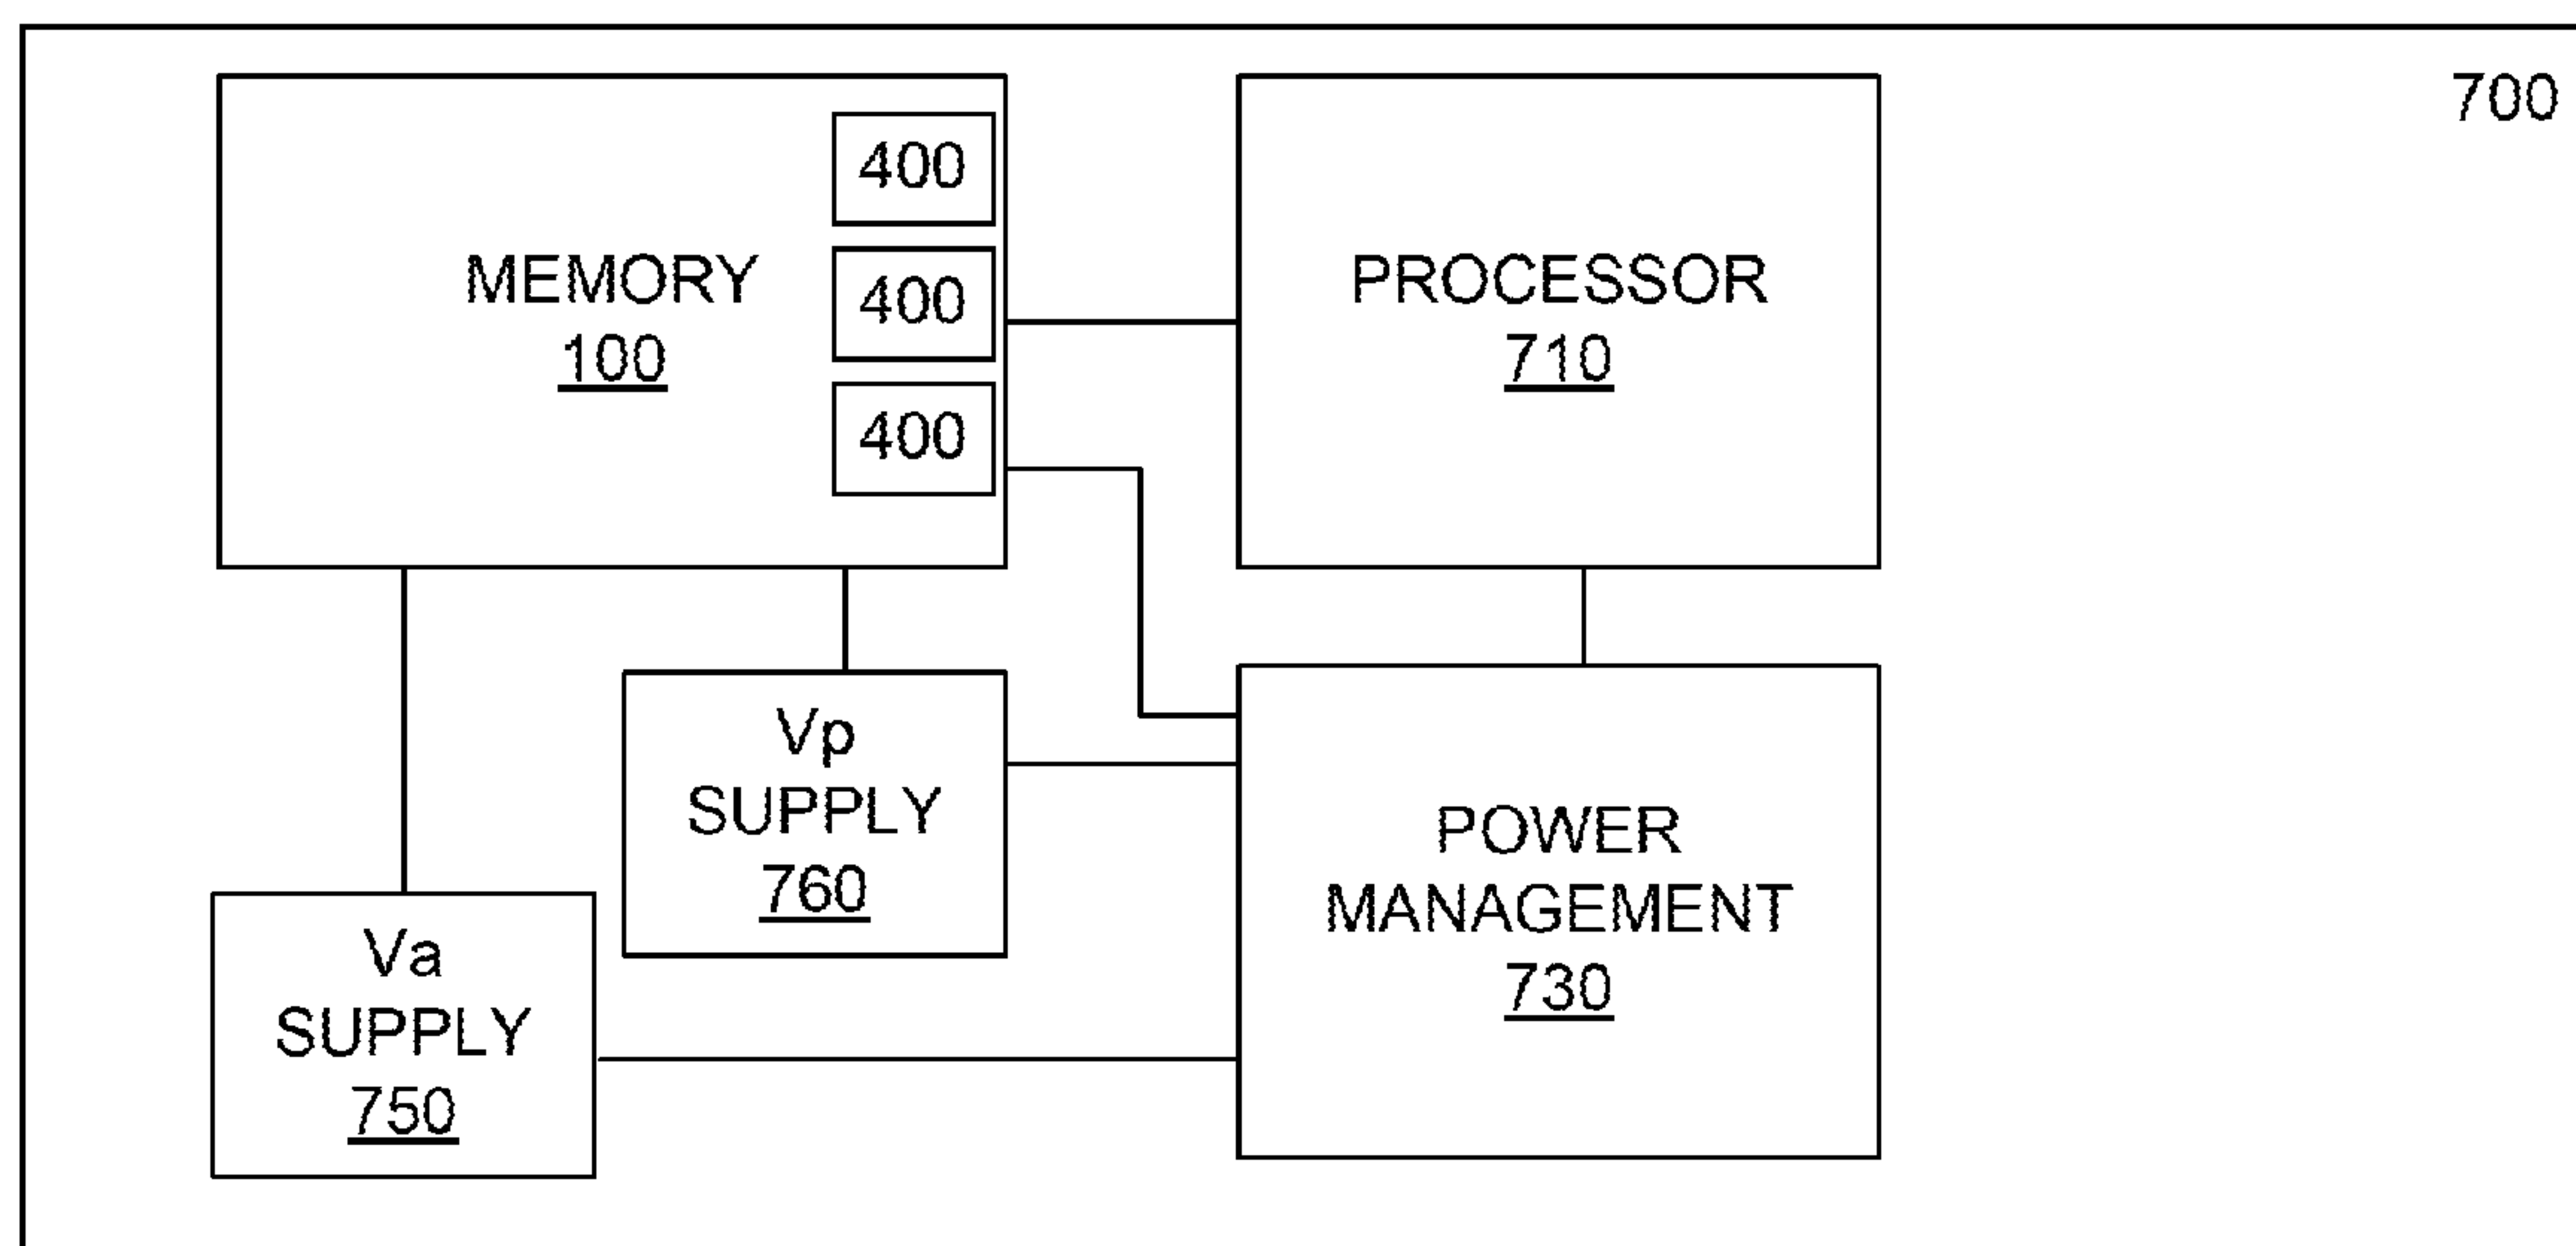 700
MEMORY
100
400
400
400
PROCESSOR
710
Vp
SUPPLY
760
POWER
MANAGEMENT
730
Va
SUPPLY
750